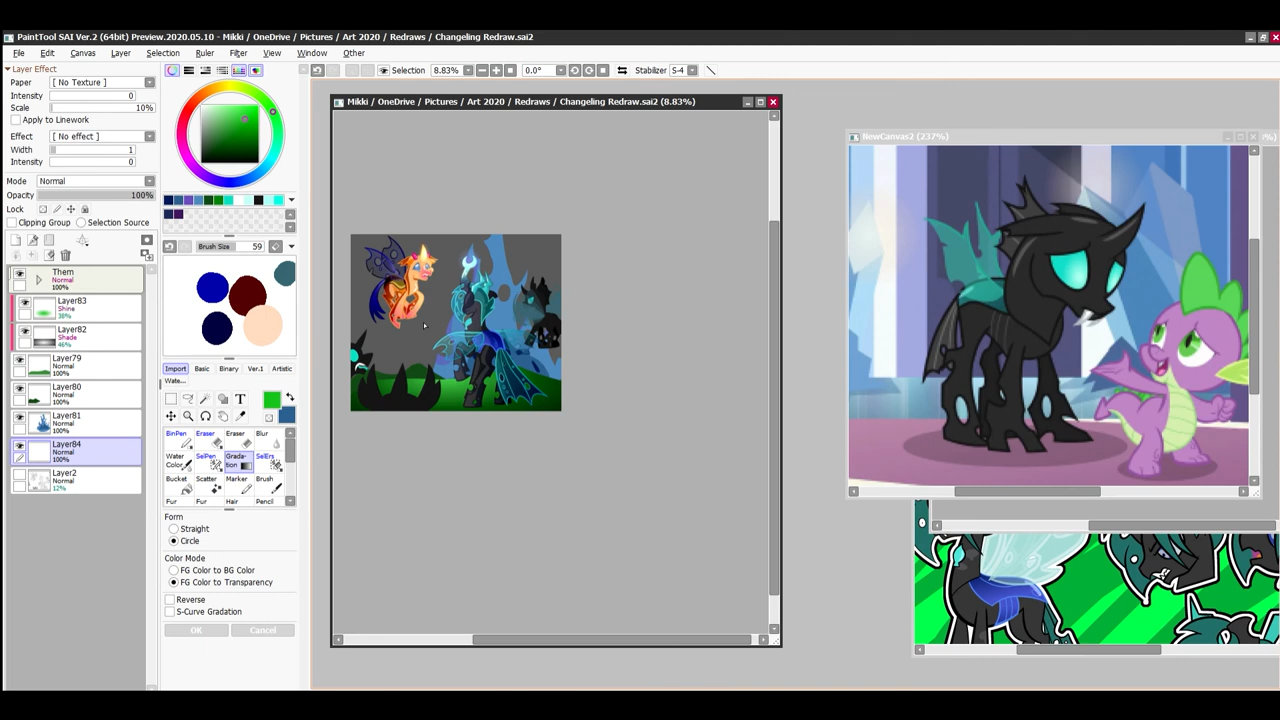 PaintTool SAI Ver.2 (64bit) Preview.2020.05.10 - Mikki / OneDrive / Pictures / Art 2020 / Redraws / Changeling Redraw.sai2
File Edit Canvas Layer Selection Ruler Filter View Window Other
Selection 8.83% 0.0° Stabilizer S-4
Layer Effect
Paper [ No Texture ]
Intensity 0
Scale 10%
Apply to Linework
Effect [ No effect ]
Width 1
Intensity 0
Mode Normal
Opacity 100%
Lock
Clipping Group Selection Source
Them
Normal
100%
Layer83
Shine
38%
Layer82
Shade
46%
Layer79
Normal
100%
Layer80
Normal
100%
Layer81
Normal
100%
Layer84
Normal
100%
Layer2
Normal
12%
Brush Size 59
Import Basic Binary Ver.1 Artistic
Wate...
T
BinPen Eraser Eraser Blur
Water Color SelPen Grada-tion SelErs
Bucket Scatter Marker Brush
Fur Fur Hair Pencil
Form
Straight
Circle
Color Mode
FG Color to BG Color
FG Color to Transparency
Reverse
S-Curve Gradation
OK Cancel
Mikki / OneDrive / Pictures / Art 2020 / Redraws / Changeling Redraw.sai2 (8.83%)
NewCanvas2 (237%)
%)